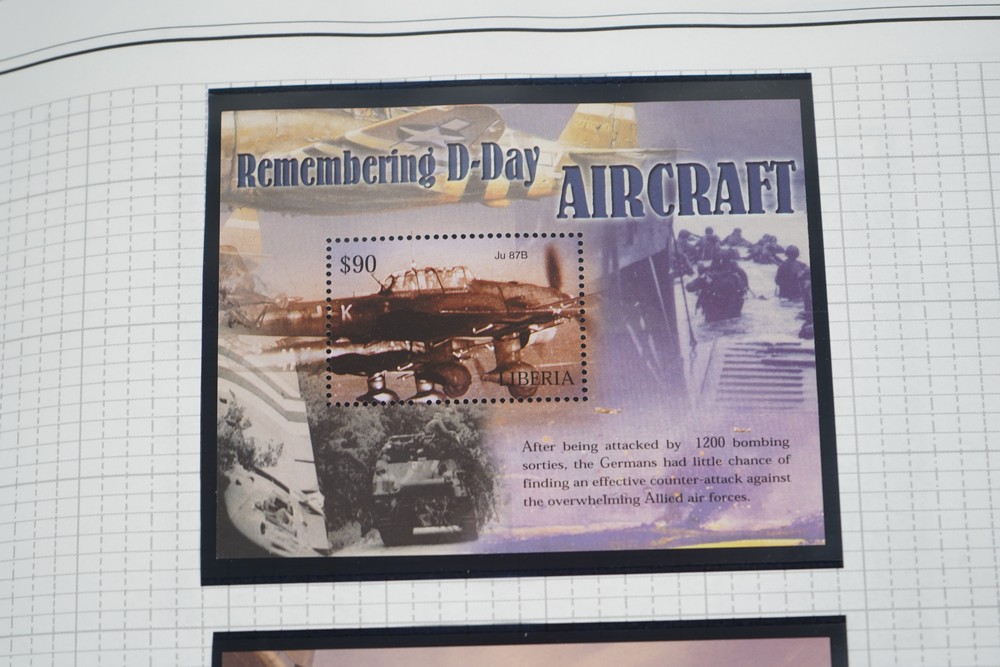 Remembering D-Day
AIRCRAFT
$90
Ju 87B
K
LIBERIA
After being attacked by 1200 bombing
sorties, the Germans had little chance of
finding an effective counter-attack against
the overwhelming Allied air forces.